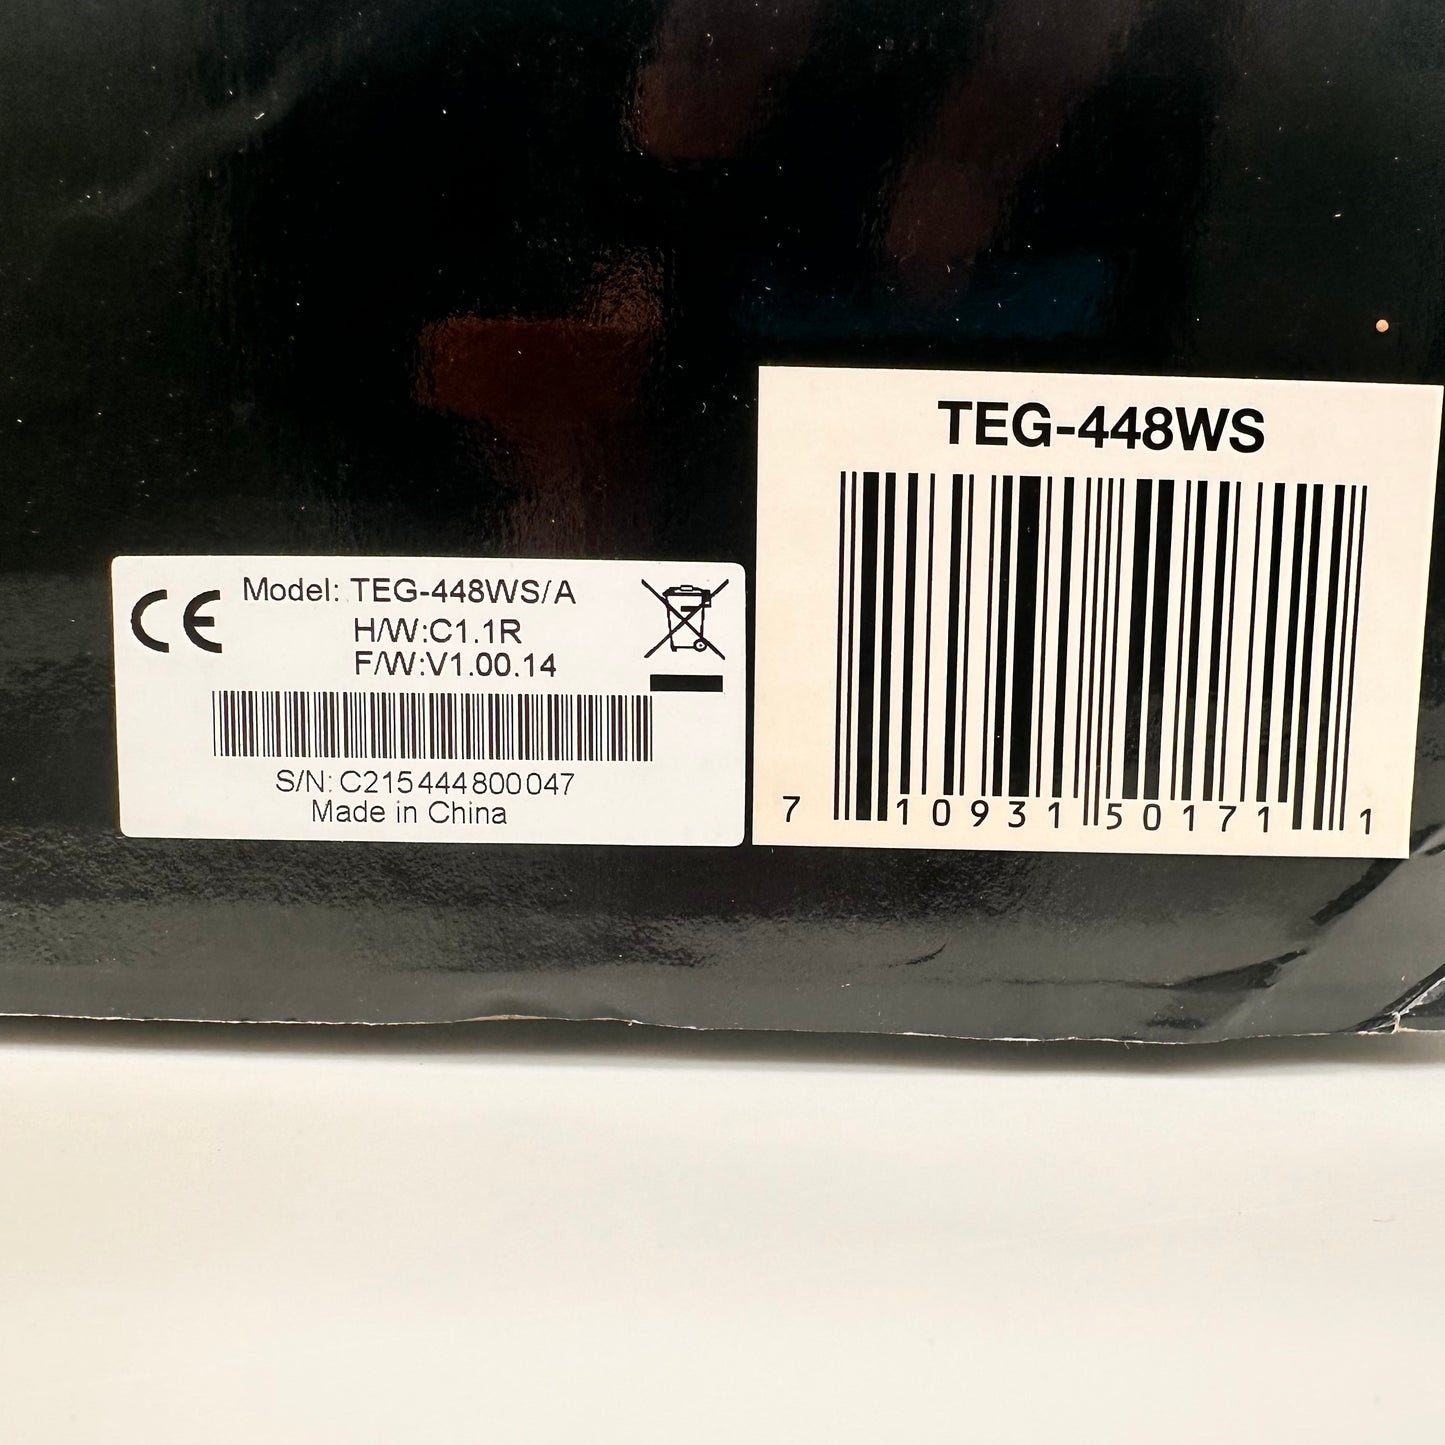 CE
Model: TEG-448WS/A
H/W:C1.1R
F/W:V1.00.14
S/N: C215444800047
Made in China
TEG-448WS
7 10931 50171 1